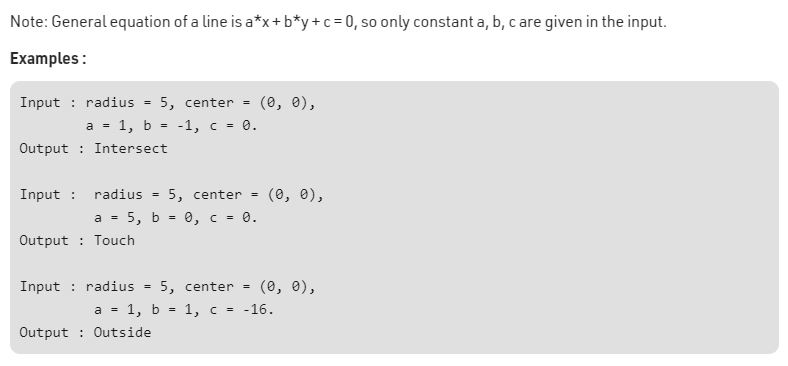 Note: General equation of a line is a*x + b*y + c = 0, so only constant a, b, c are given in the input.
Examples :
Input : radius = 5, center = (0, 0),
a = 1, b = -1, c = 0.
Output : Intersect
Input : radius = 5, center = (0, 0),
a = 5, b = 0, c = 0.
Output : Touch
Input : radius = 5, center = (0, 0),
a = 1, b = 1, c = -16.
Output : Outside